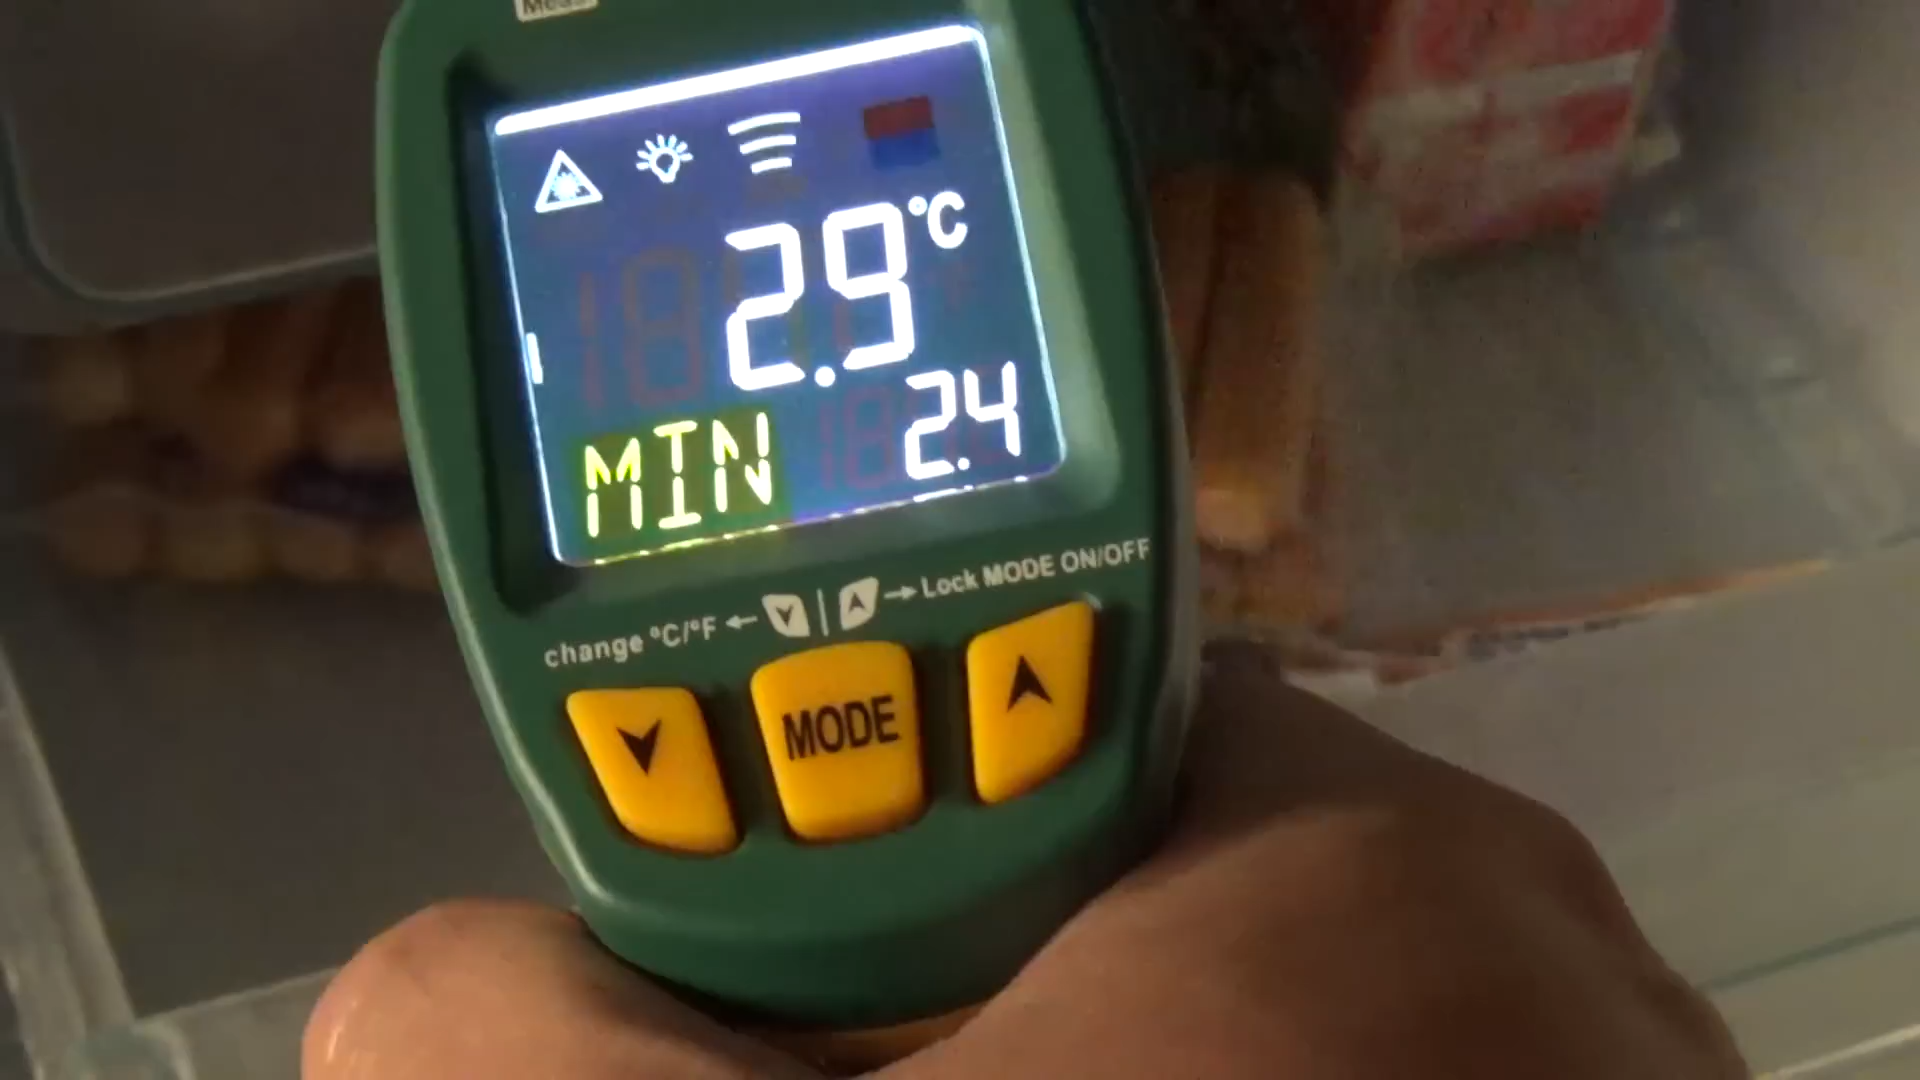 2.9 °C
MIN 2.4
change °C/°F ← | → Lock MODE ON/OFF
MODE